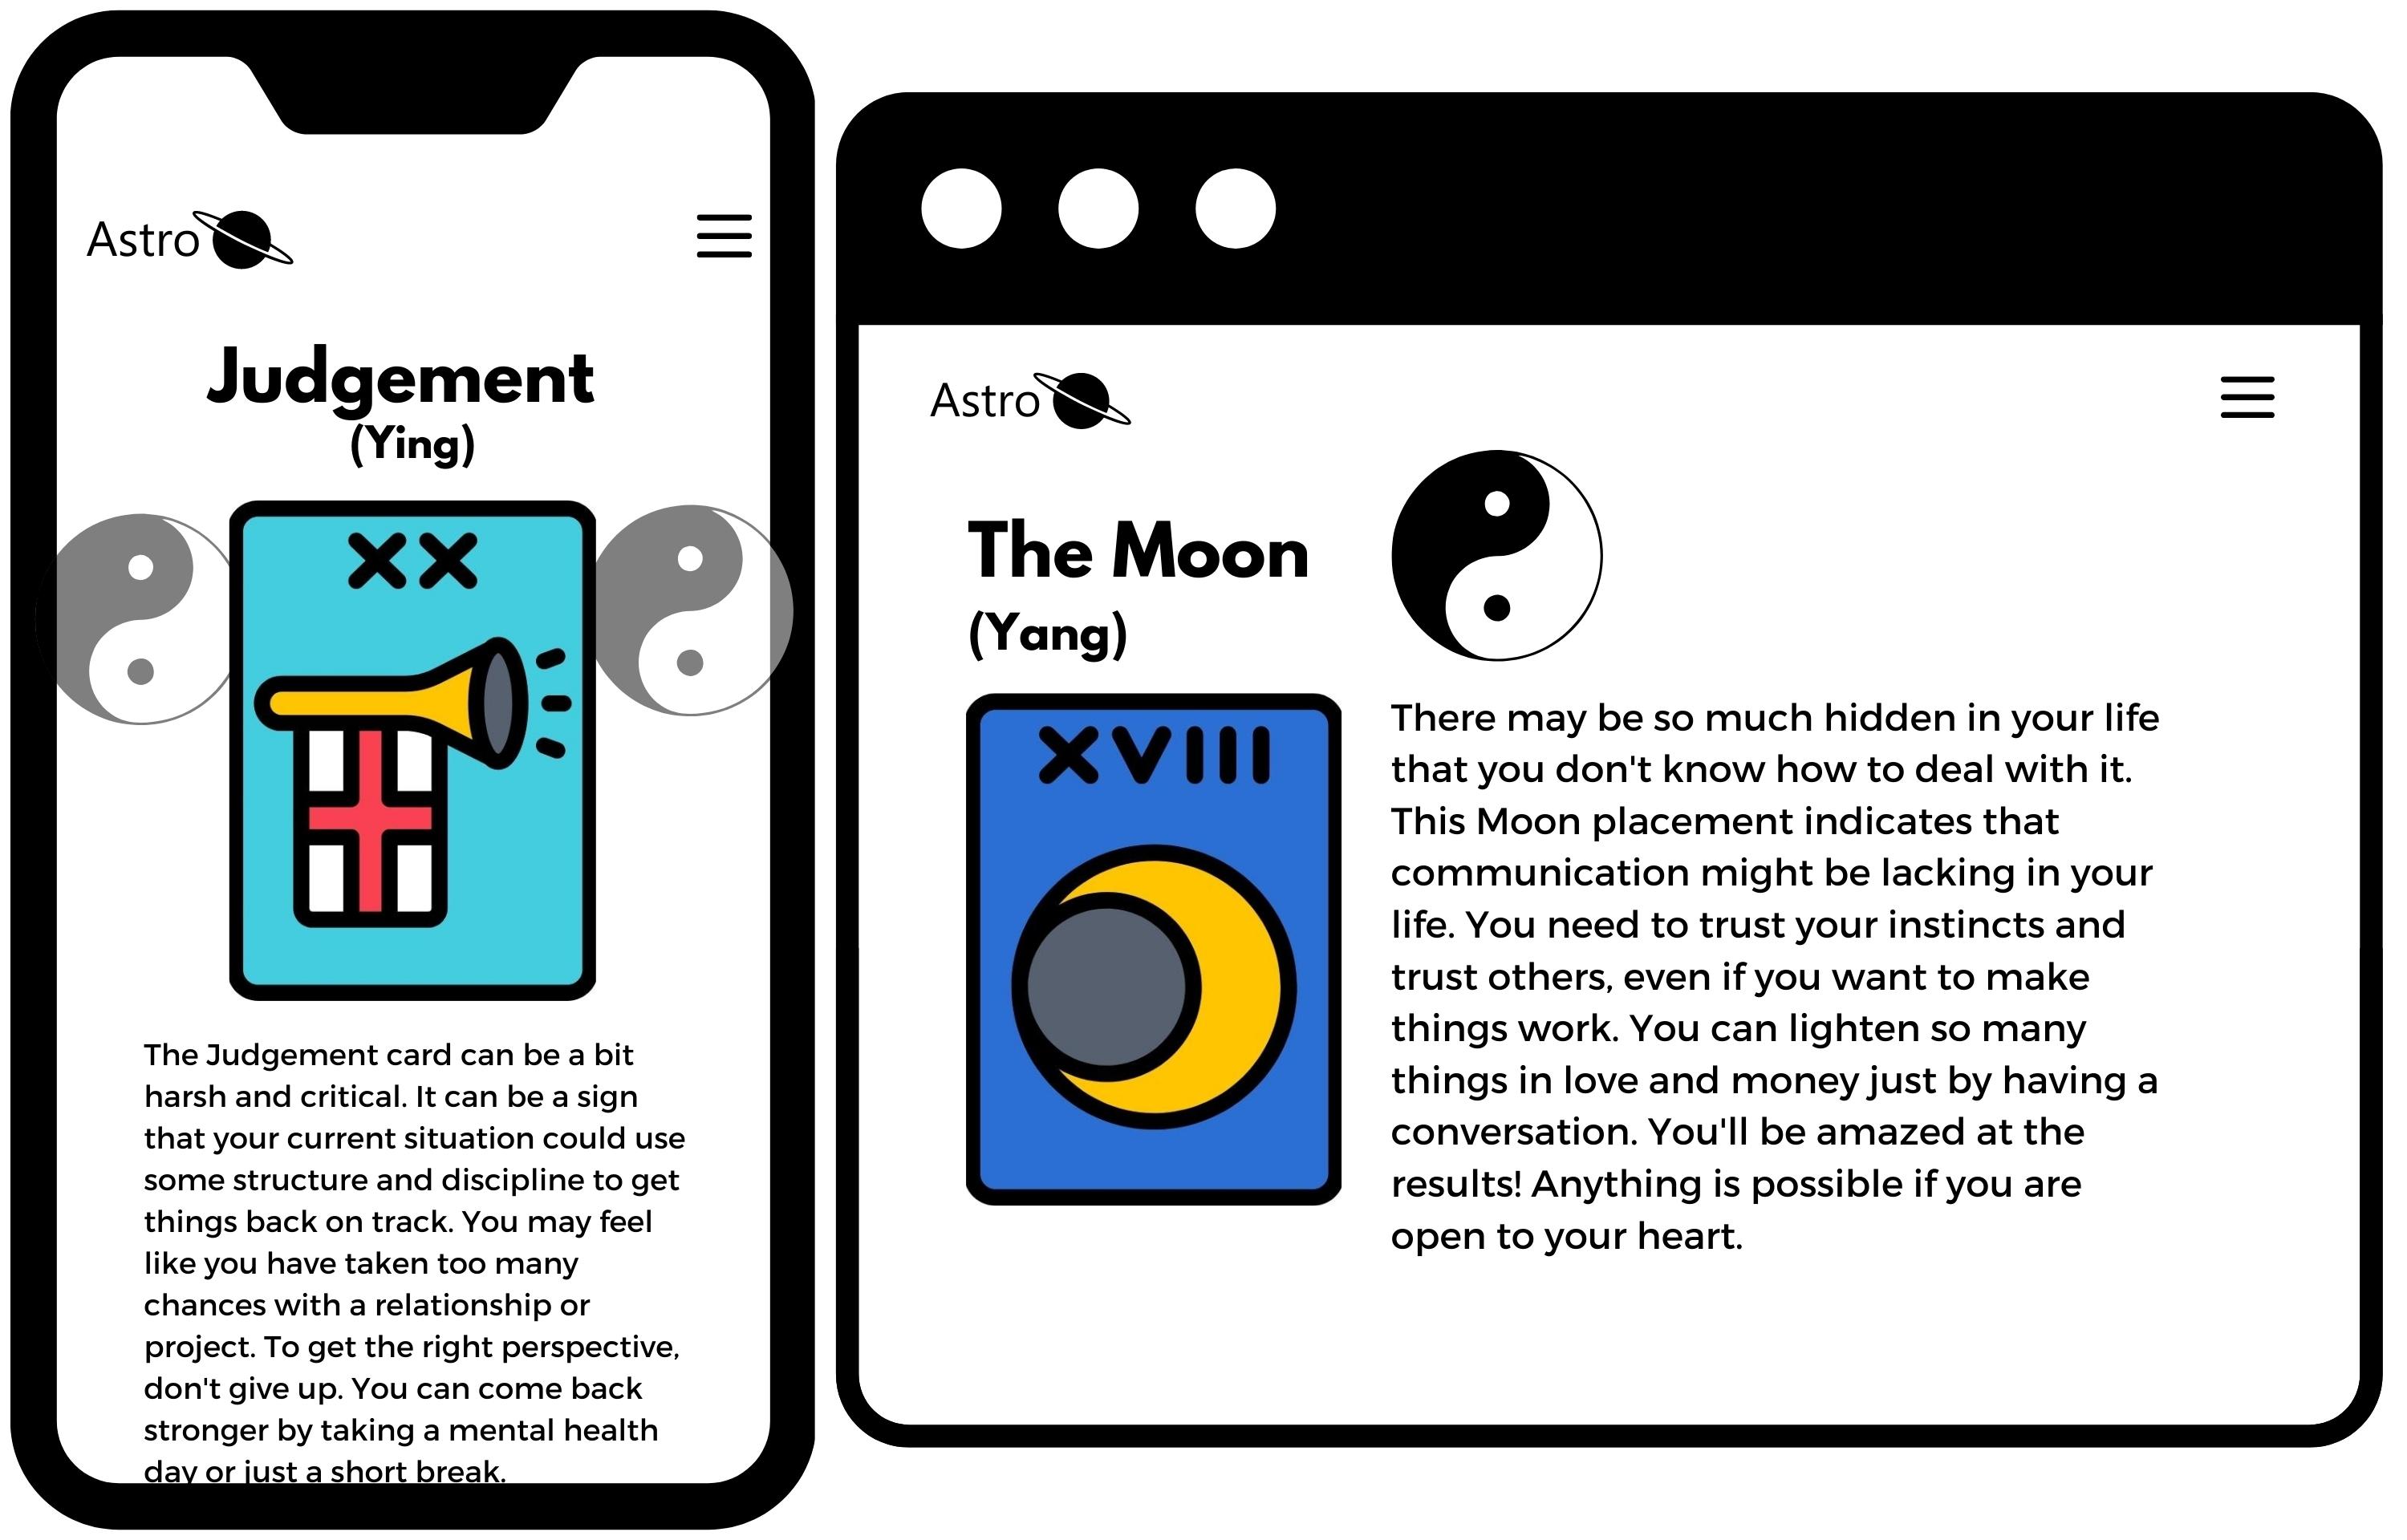 Astro
Judgement
(Ying)
XX
The Judgement card can be a bit
harsh and critical. It can be a sign
that your current situation could use
some structure and discipline to get
things back on track. You may feel
like you have taken too many
chances with a relationship or
project. To get the right perspective,
don't give up. You can come back
stronger by taking a mental health
day or just a short break.
Astro
The Moon
(Yang)
XVIII
There may be so much hidden in your life
that you don't know how to deal with it.
This Moon placement indicates that
communication might be lacking in your
life. You need to trust your instincts and
trust others, even if you want to make
things work. You can lighten so many
things in love and money just by having a
conversation. You'll be amazed at the
results! Anything is possible if you are
open to your heart.